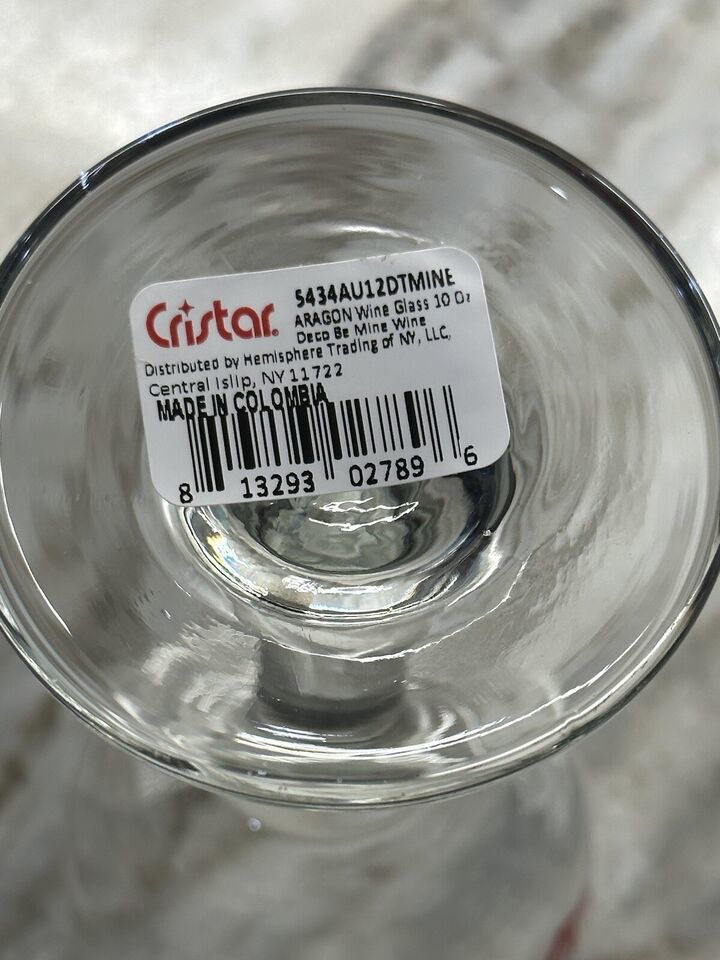 Cristar.
5434AU12DTMINE
ARAGON Wine Glass 10 Oz
Deco Be Mine Wine
Distributed by Hemisphere Trading of NY, LLC,
Central Islip, NY 11722
MADE IN COLOMBIA
8 13293 02789 6